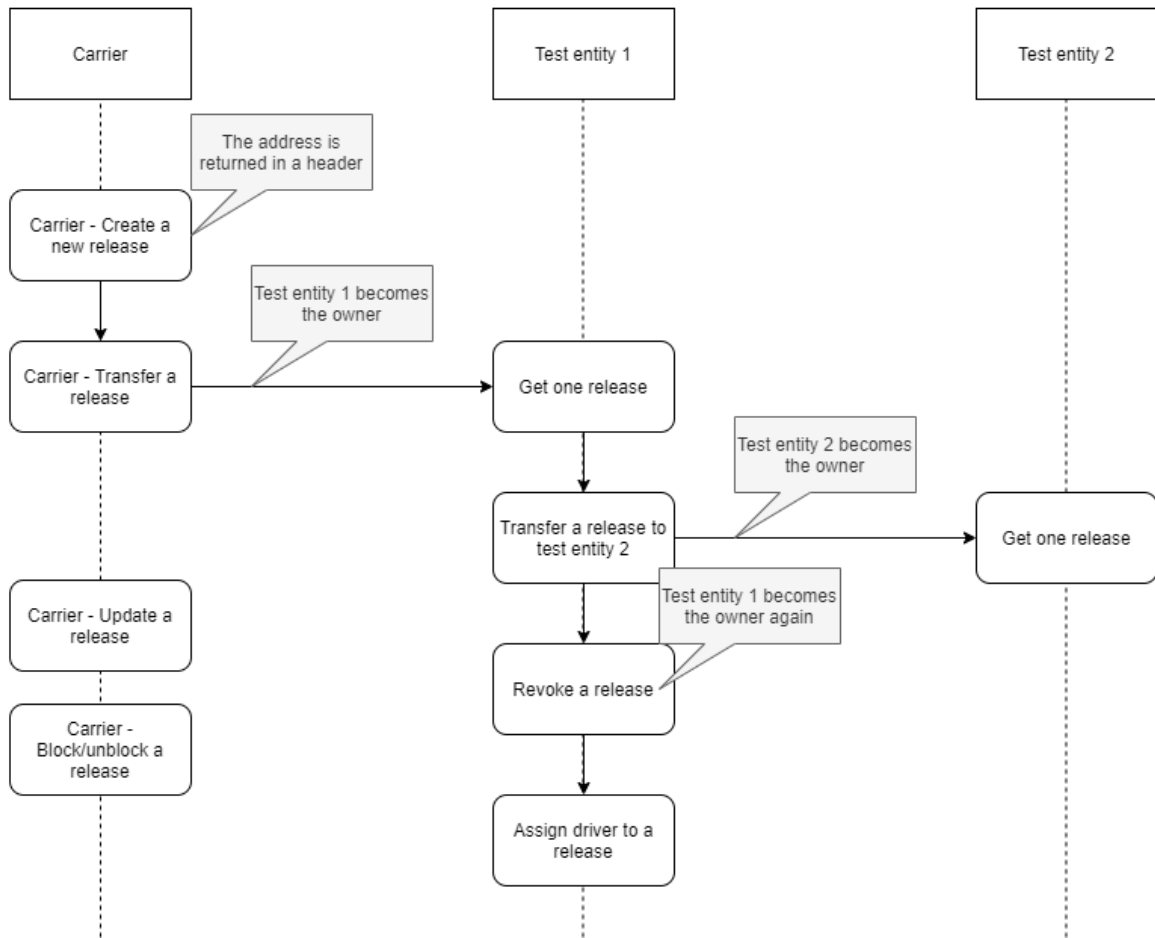 Carrier
Test entity 1
Test entity 2
The address is
returned in a header
Carrier - Create a
new release
Test entity 1 becomes
the owner
Carrier - Transfer a
release
Get one release
Test entity 2 becomes
the owner
Transfer a release to
test entity 2
Get one release
Test entity 1 becomes
the owner again
Carrier - Update a
release
Revoke a release
Carrier -
Block/unblock a
release
Assign driver to a
release